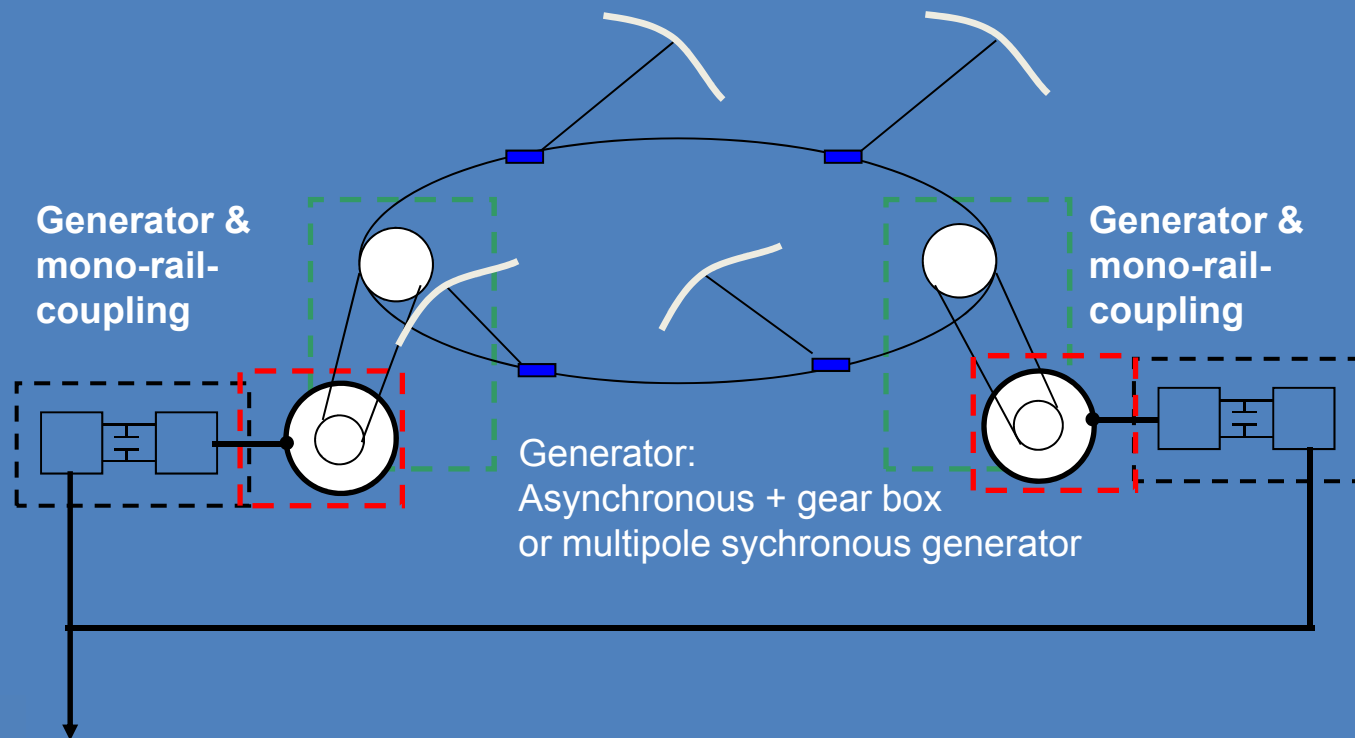 Generator &
mono-rail-
coupling
Generator &
mono-rail-
coupling
Generator:
Asynchronous + gear box
or multipole sychronous generator